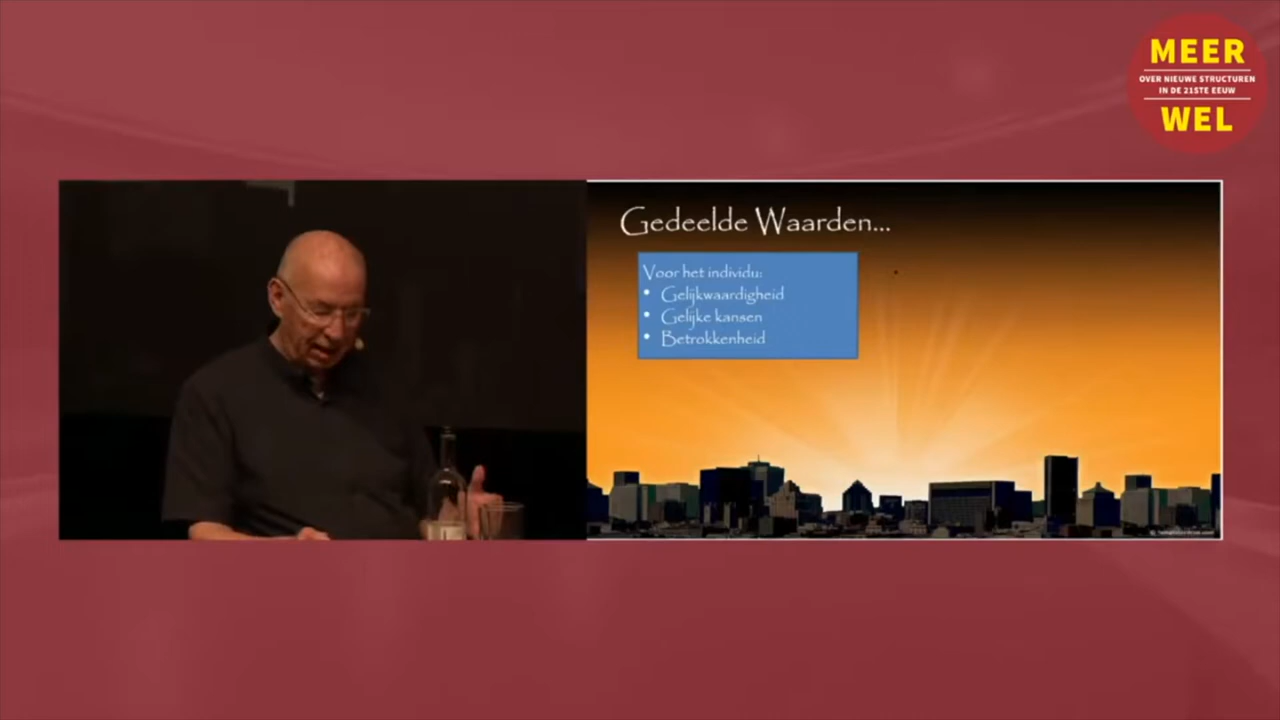 MEER
OVER NIEUWE STRUCTUREN
IN DE 21STE EEUW
WEL
Gedeelde Waarden...
Voor het individu:
• Gelijkwaardigheid
• Gelijke kansen
• Betrokkenheid